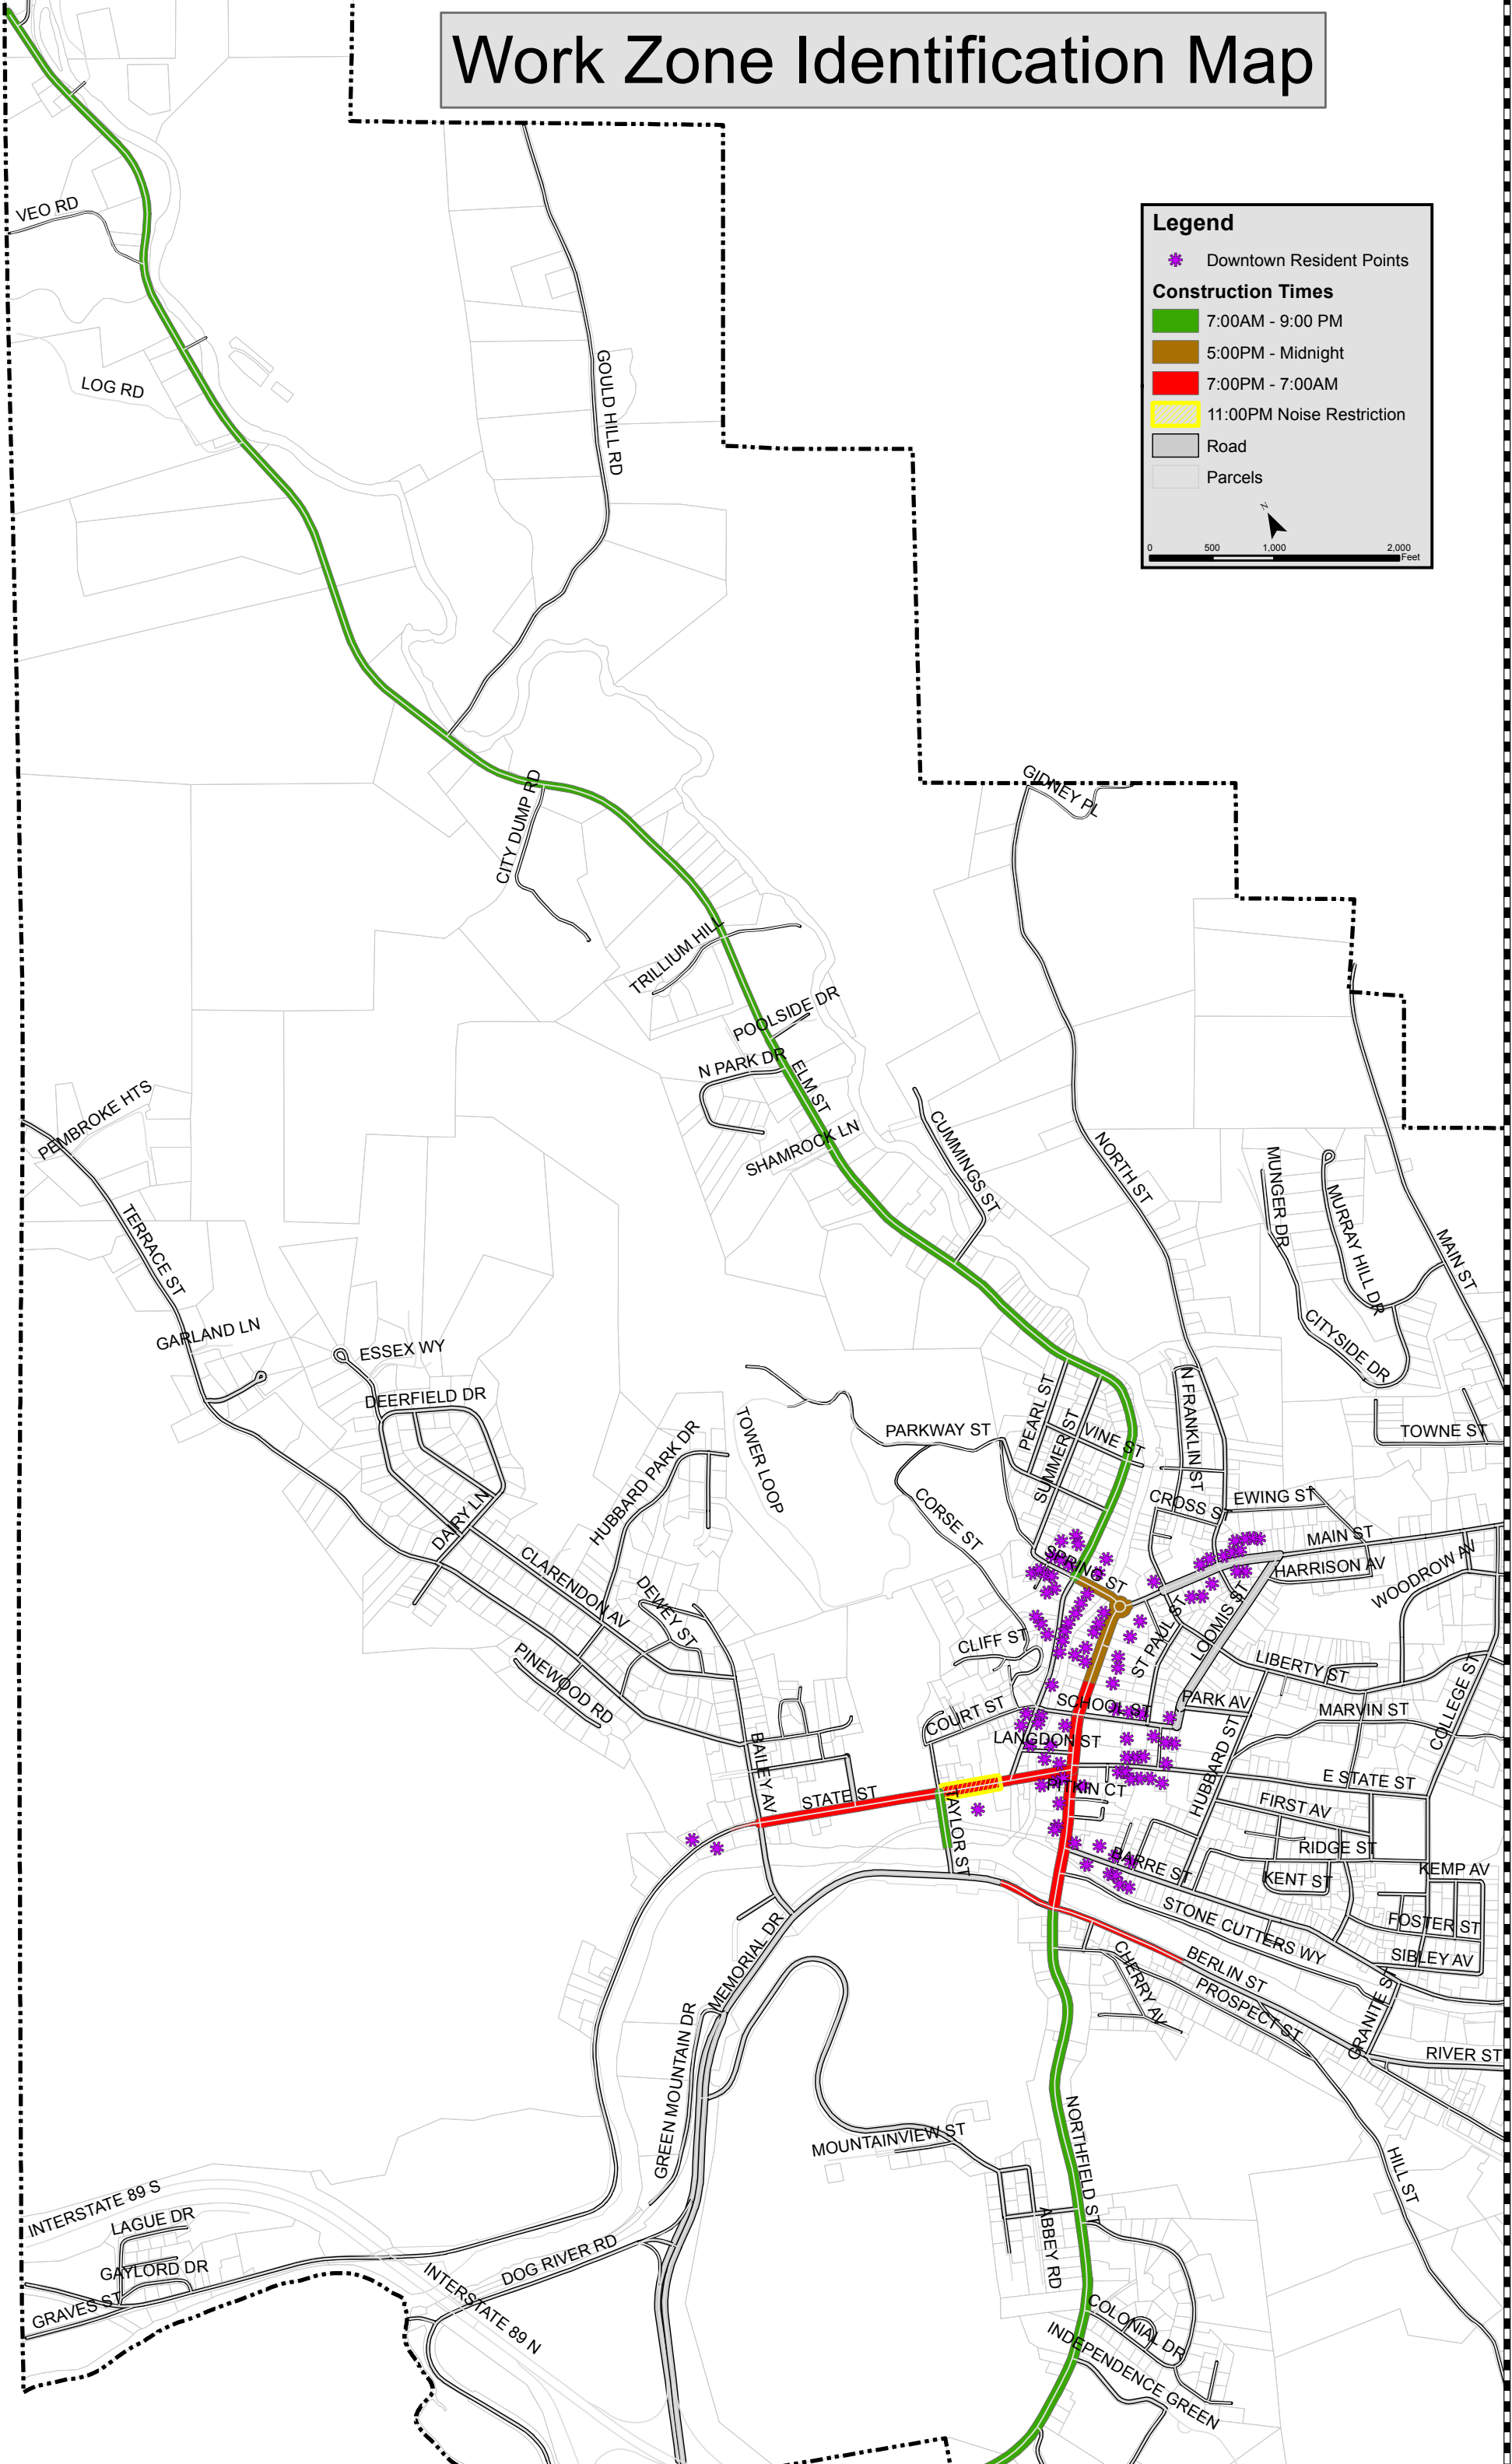 Work Zone Identification Map
Legend
Downtown Resident Points
Construction Times
7:00AM - 9:00 PM
5:00PM - Midnight
7:00PM - 7:00AM
11:00PM Noise Restriction
Road
Parcels
N
0 500 1,000 2,000
Feet
VEO RD
LOG RD
GOULD HILL RD
CITY DUMP RD
GIDNEY PL
TRILLIUM HILL
POOLSIDE DR
N PARK DR
ELM ST
SHAMROCK LN
CUMMINGS ST
NORTH ST
MUNGER DR
MURRAY HILL DR
MAIN ST
CITYSIDE DR
PEMBROKE HTS
TERRACE ST
GARLAND LN
ESSEX WY
DEERFIELD DR
DAIRY LN
HUBBARD PARK DR
TOWER LOOP
PARKWAY ST
PEARL ST
SUMMER ST
VINE ST
N FRANKLIN ST
TOWNE ST
CORSE ST
CROSS ST
EWING ST
MAIN ST
HARRISON AV
WOODROW AV
SPRING ST
CLARENDON AV
DEWEY ST
PINEWOOD RD
CLIFF ST
ST PAUL ST
LOOMIS ST
LIBERTY ST
COLLEGE ST
COURT ST
SCHOOL ST
PARK AV
MARVIN ST
LANGDON ST
HUBBARD ST
E STATE ST
BAILEY AV
STATE ST
TAYLOR ST
PITKIN CT
FIRST AV
RIDGE ST
BARRE ST
KENT ST
KEMP AV
FOSTER ST
SIBLEY AV
STONE CUTTERS WY
MEMORIAL DR
BERLIN ST
CHERRY AV
PROSPECT ST
GRANITE ST
RIVER ST
GREEN MOUNTAIN DR
MOUNTAINVIEW ST
NORTHFIELD ST
HILL ST
INTERSTATE 89 S
LAGUE DR
GAYLORD DR
GRAVES ST
DOG RIVER RD
INTERSTATE 89 N
ABBEY RD
COLONIAL DR
INDEPENDENCE GREEN